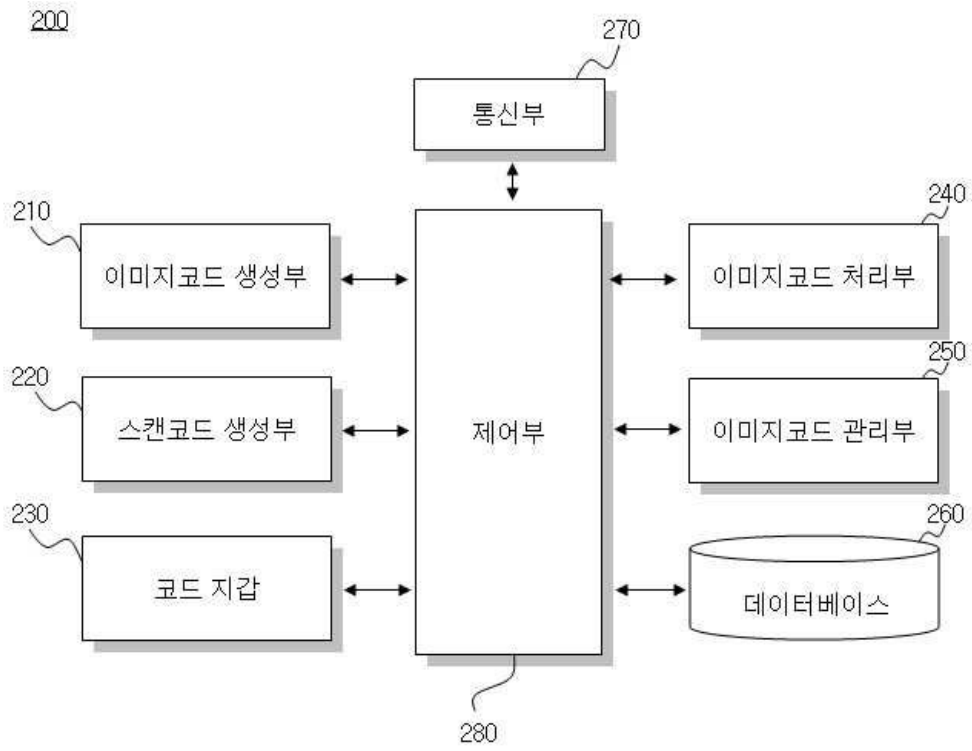 200
270
통신부
210
240
이미지코드 생성부
이미지코드 처리부
220
250
스캔코드 생성부
제어부
이미지코드 관리부
230
260
코드 지갑
데이터베이스
280